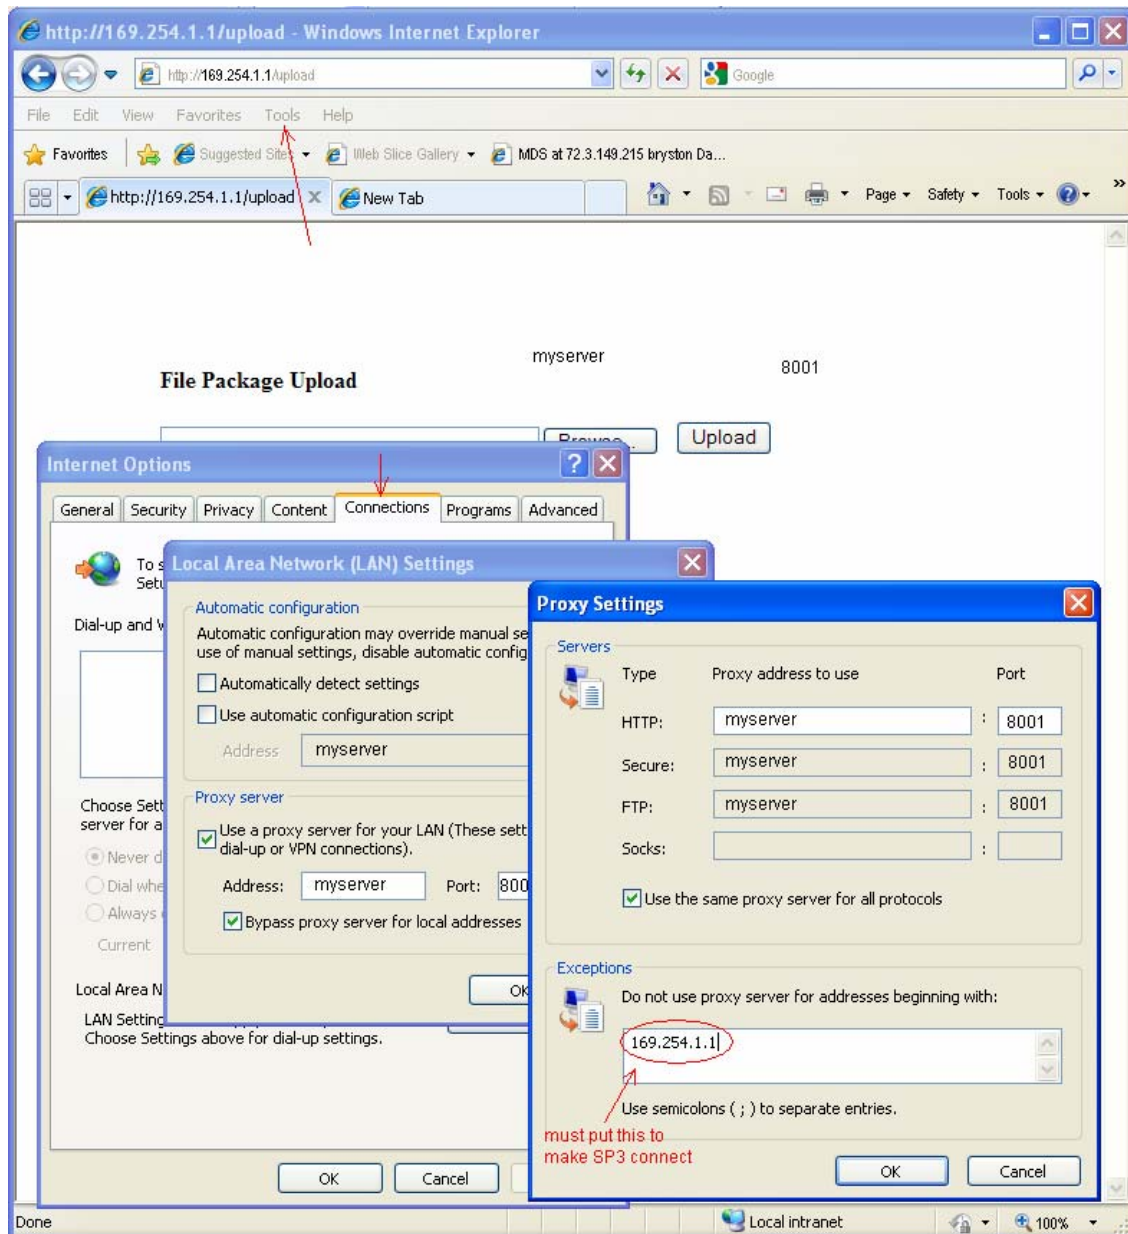 http://169.254.1.1/upload - Windows Internet Explorer
http://169.254.1.1/upload
Google
File Edit View Favorites Tools Help
Favorites Suggested Sites Web Slice Gallery MDS at 72.3.149.215 bryston Da...
http://169.254.1.1/upload x New Tab Page Safety Tools »
myserver
8001
File Package Upload
Browse... Upload
Internet Options
General Security Privacy Content Connections Programs Advanced
To s
Setu
Dial-up and V
Choose Sett
server for a
Never d
Dial whe
Always
Current
Local Area N
LAN Setting
Choose Settings above for dial-up settings.
OK Cancel
Local Area Network (LAN) Settings
Automatic configuration
Automatic configuration may override manual se
use of manual settings, disable automatic config
Automatically detect settings
Use automatic configuration script
Address myserver
Proxy server
Use a proxy server for your LAN (These sett
dial-up or VPN connections).
Address: myserver Port: 800
Bypass proxy server for local addresses
OK
Proxy Settings
Servers
Type Proxy address to use Port
HTTP: myserver : 8001
Secure: myserver : 8001
FTP: myserver : 8001
Socks: :
Use the same proxy server for all protocols
Exceptions
Do not use proxy server for addresses beginning with:
169.254.1.1
Use semicolons ( ; ) to separate entries.
must put this to
make SP3 connect
OK Cancel
Done Local intranet 100%